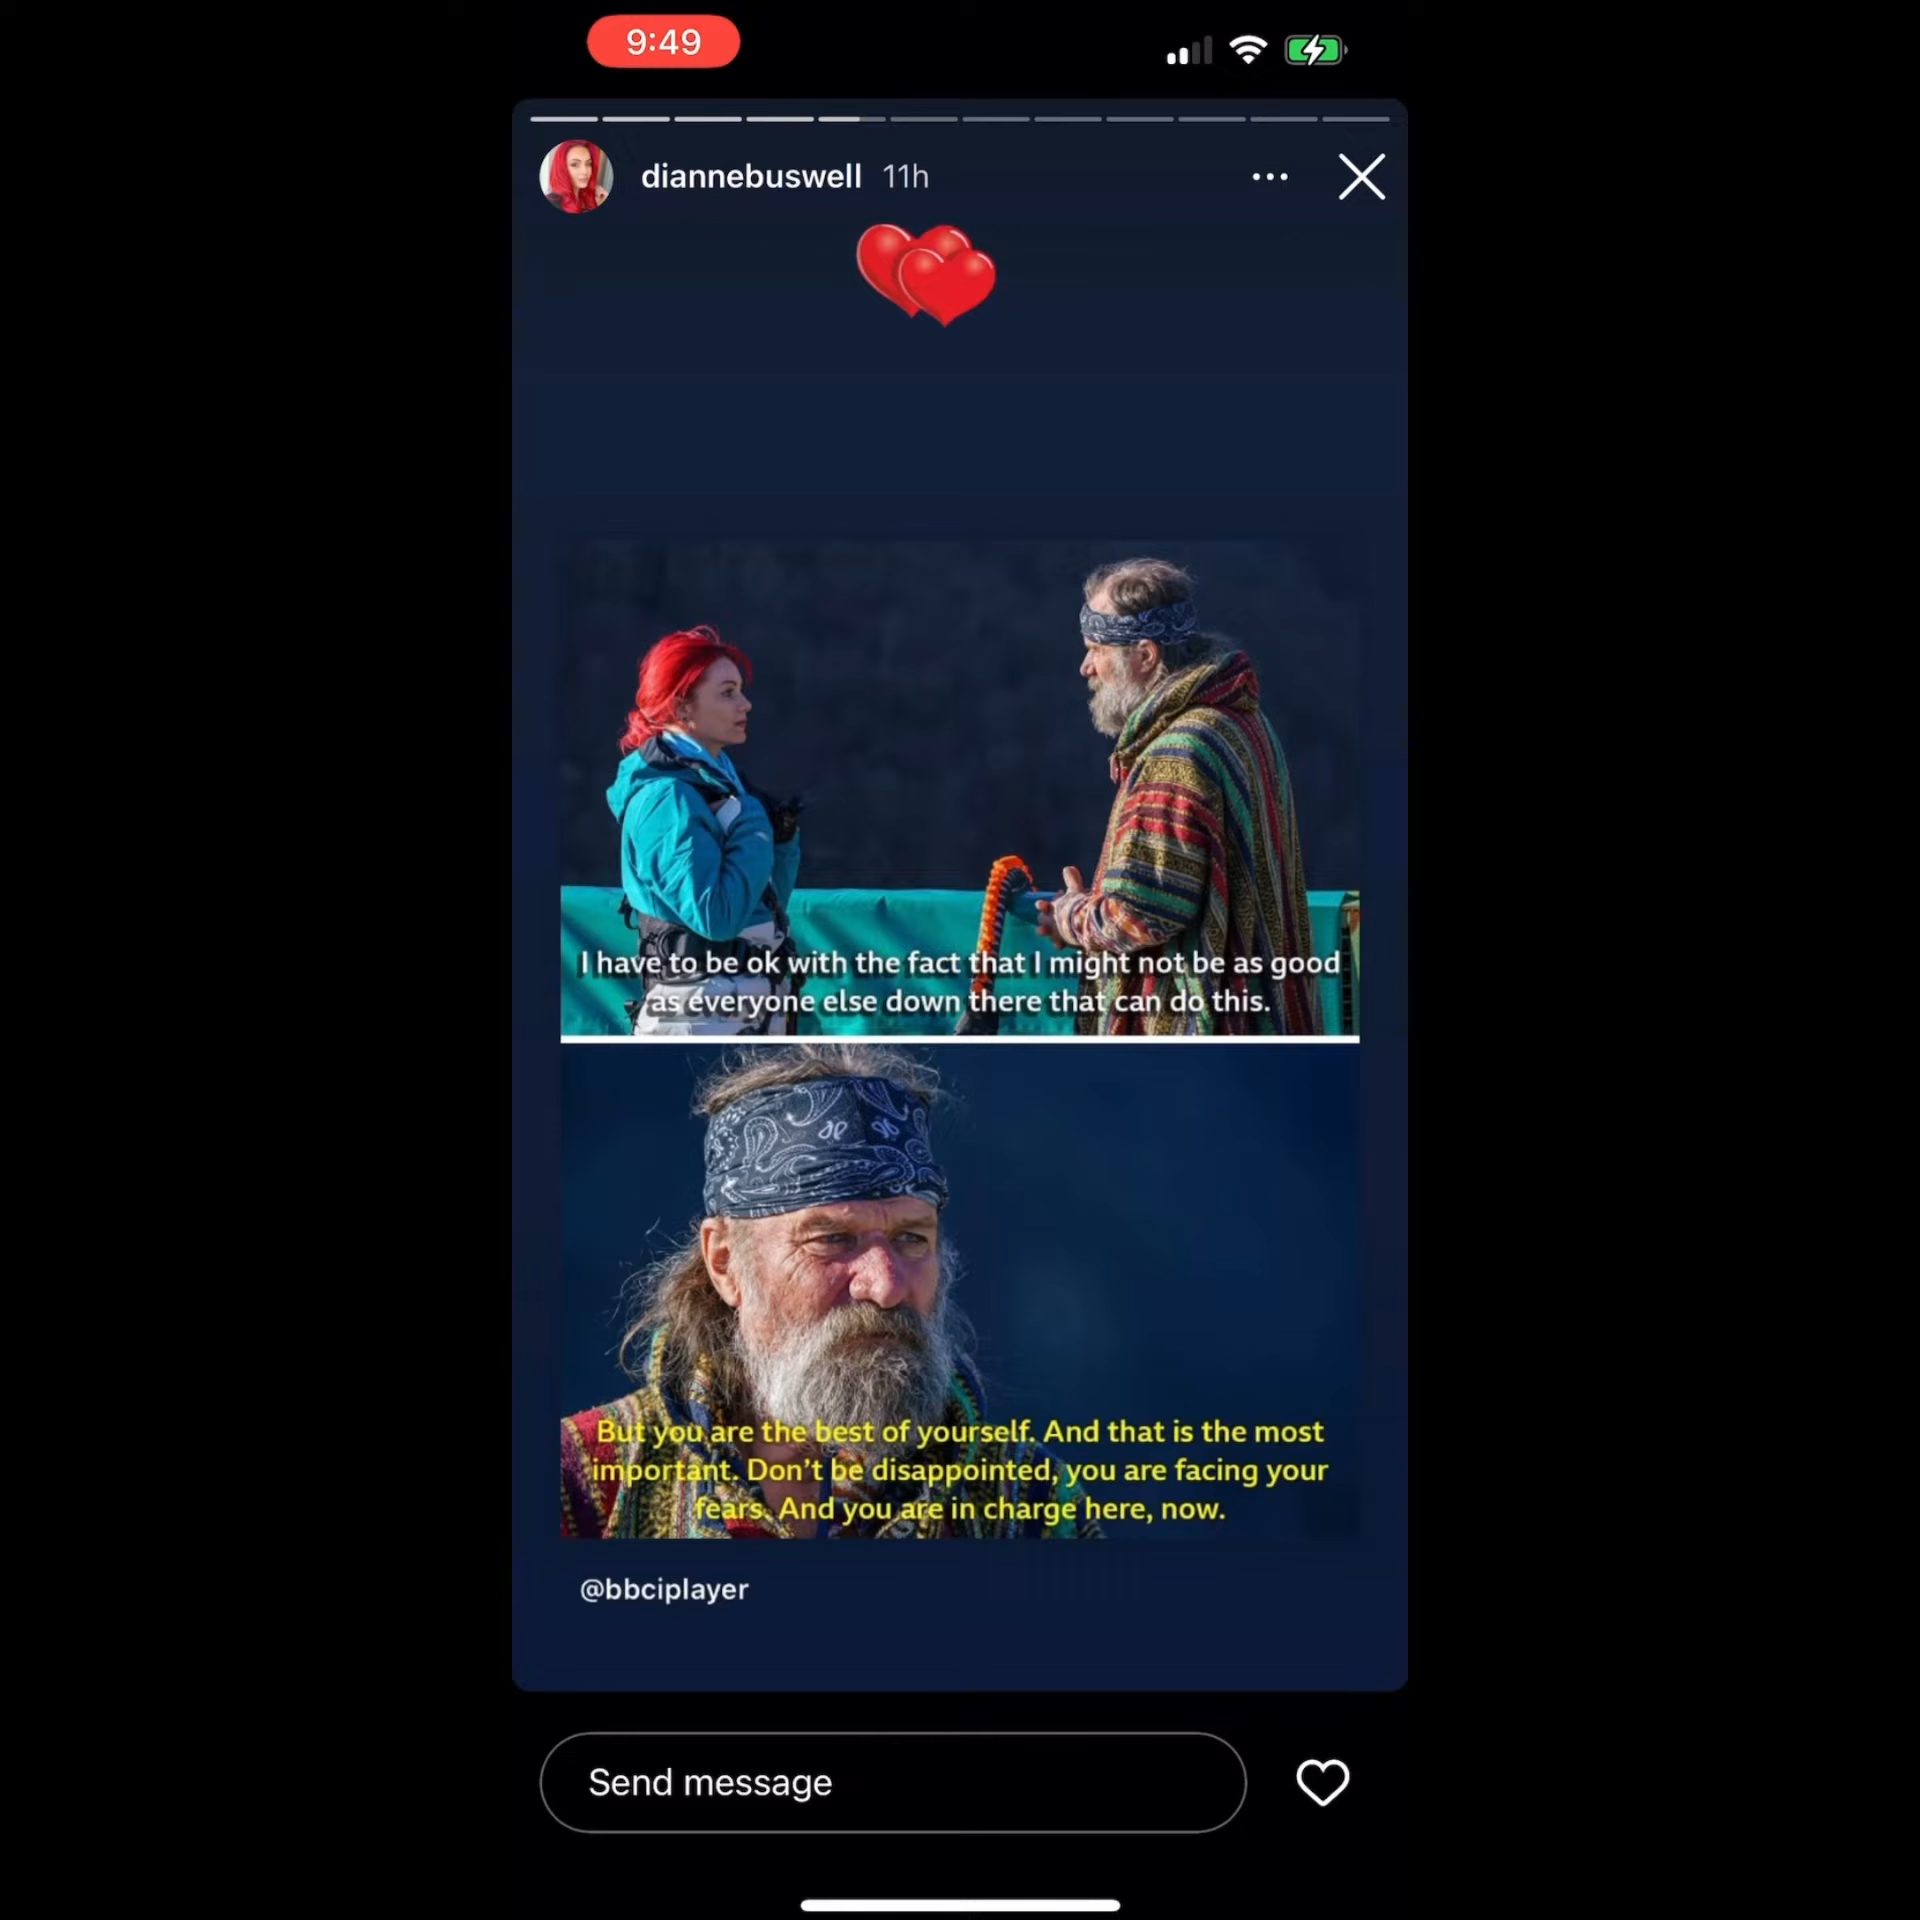 9:49
diannebuswell 11h
I have to be ok with the fact that I might not be as good
as everyone else down there that can do this.
But you are the best of yourself. And that is the most
important. Don't be disappointed, you are facing your
fears. And you are in charge here, now.
@bbciplayer
Send message